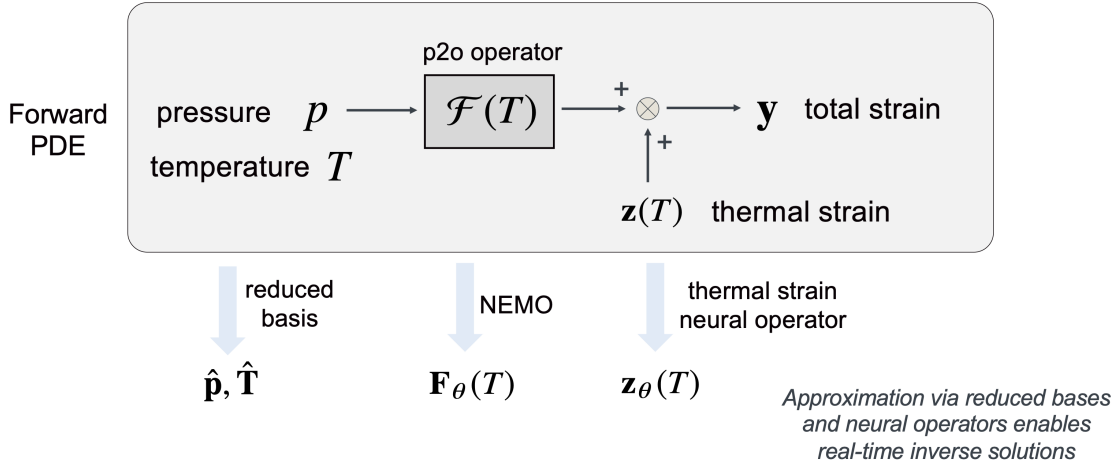 p2o operator
Forward
PDE
pressure p
ℱ(T)
+
y total strain
temperature T
+
z(T) thermal strain
reduced
basis
NEMO
thermal strain
neural operator
p̂, T̂
F_θ(T)
z_θ(T)
Approximation via reduced bases
and neural operators enables
real-time inverse solutions